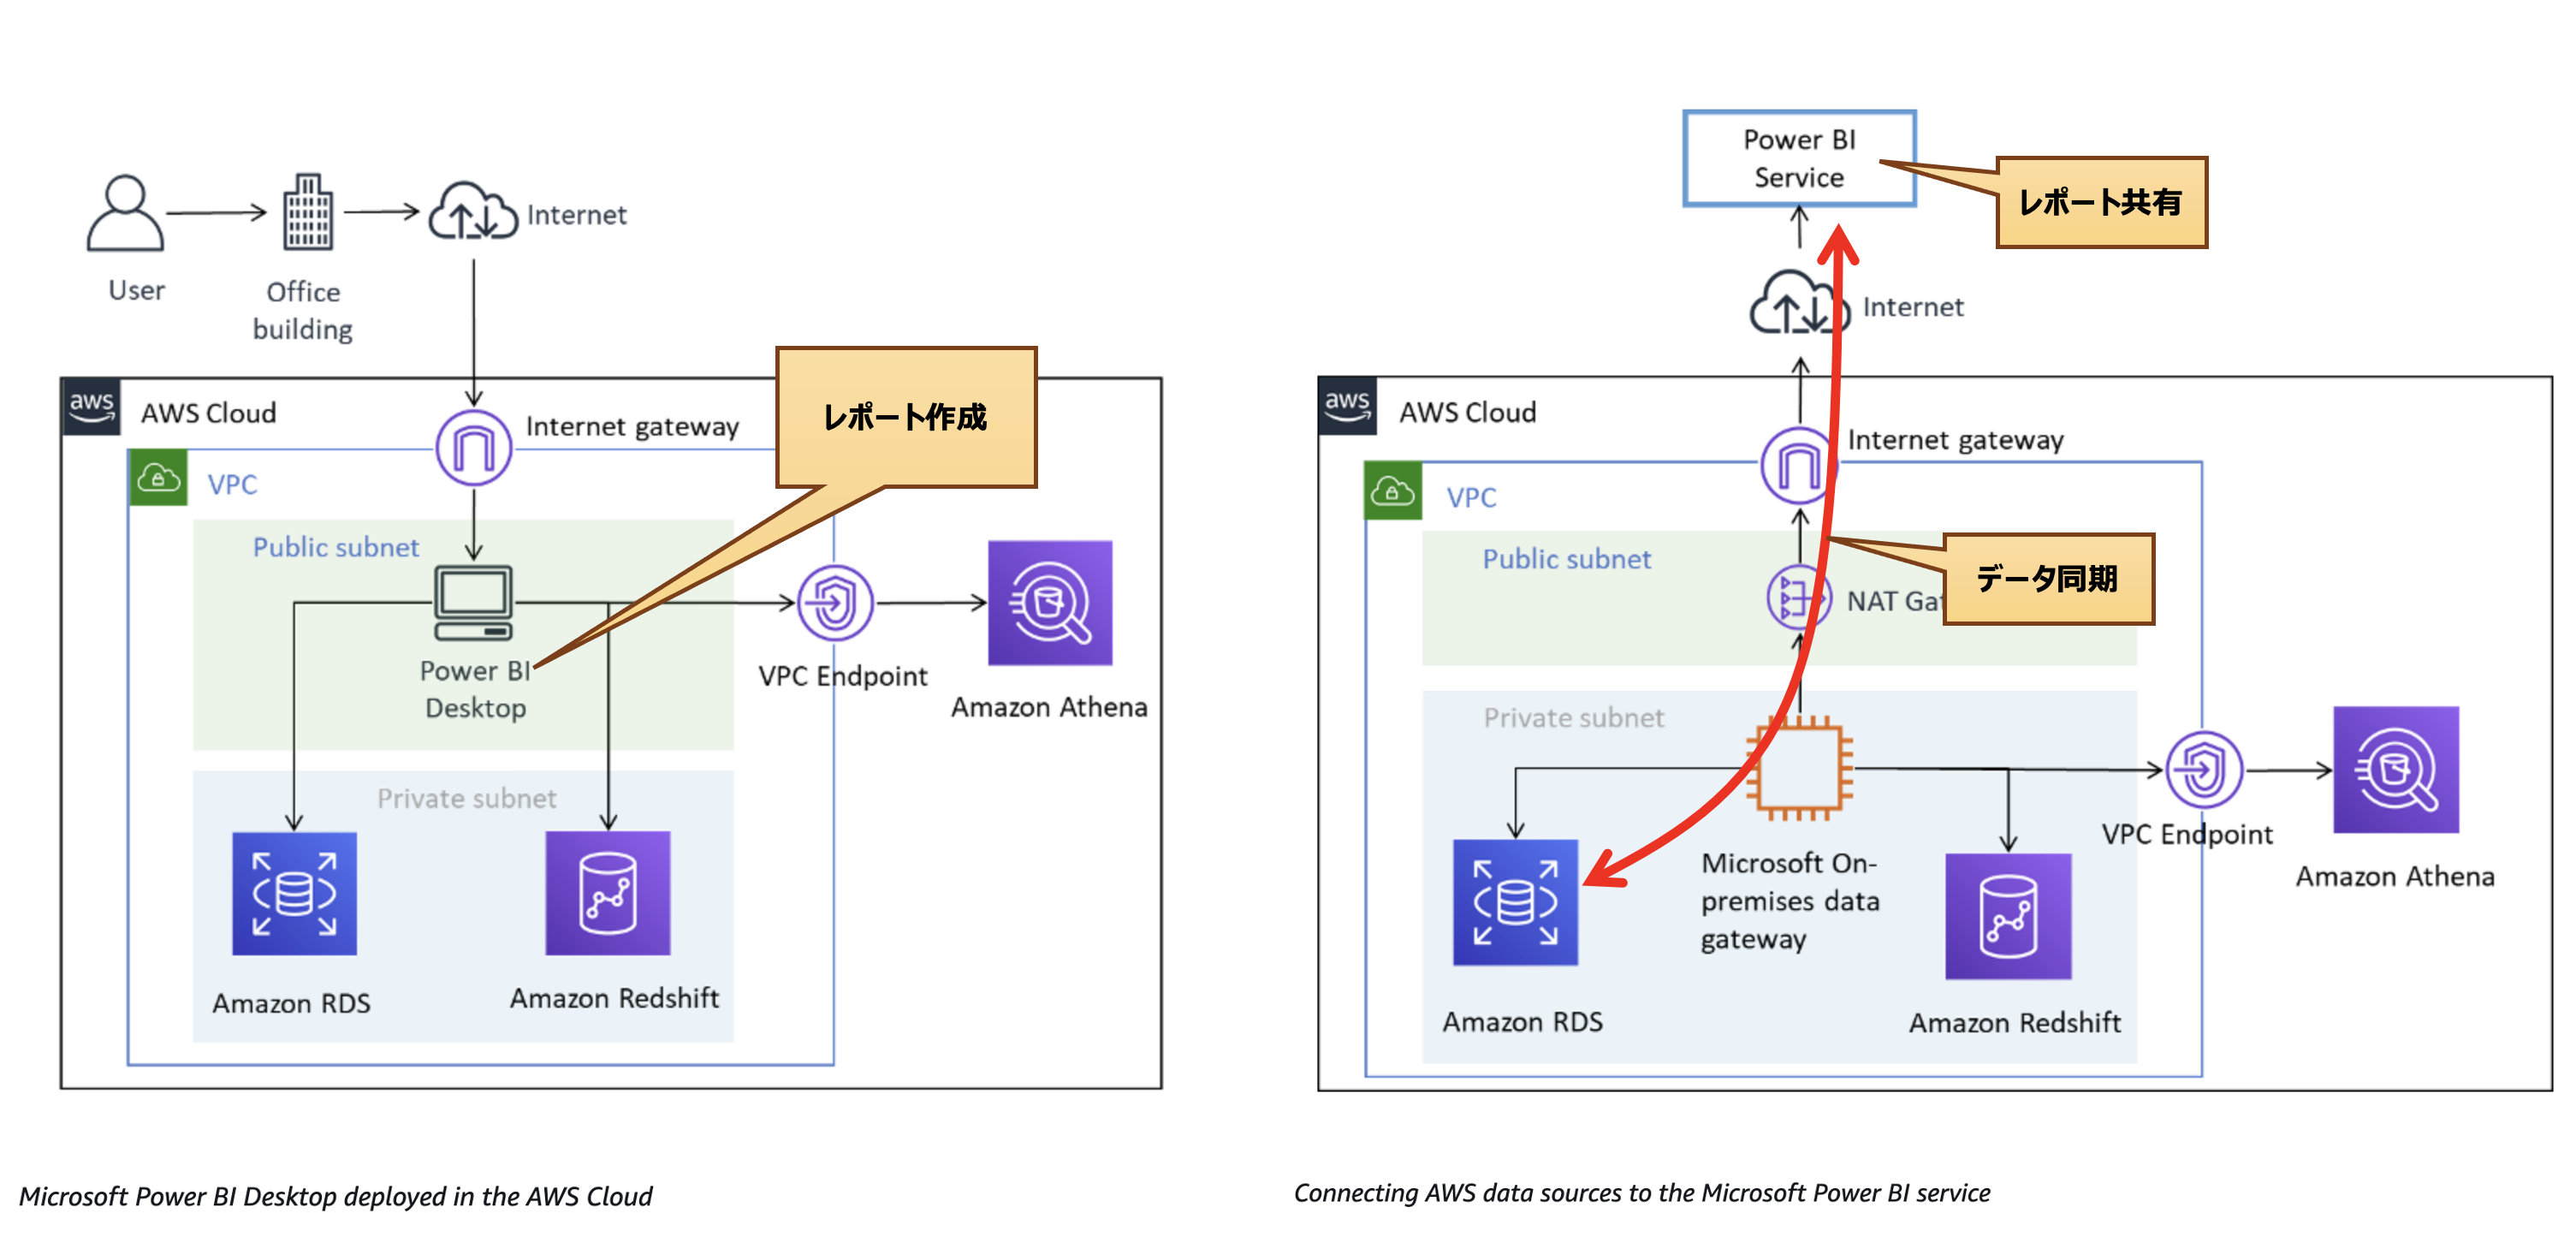 User
Office
building
Internet
aws
AWS Cloud
Internet gateway
レポート作成
VPC
Public subnet
Power BI
Desktop
VPC Endpoint
Amazon Athena
Private subnet
Amazon RDS
Amazon Redshift
Microsoft Power BI Desktop deployed in the AWS Cloud
Power BI
Service
レポート共有
Internet
aws
AWS Cloud
Internet gateway
VPC
Public subnet
データ同期
NAT
Private subnet
VPC Endpoint
Amazon Athena
Microsoft On-
premises data
gateway
Amazon RDS
Amazon Redshift
Connecting AWS data sources to the Microsoft Power BI service